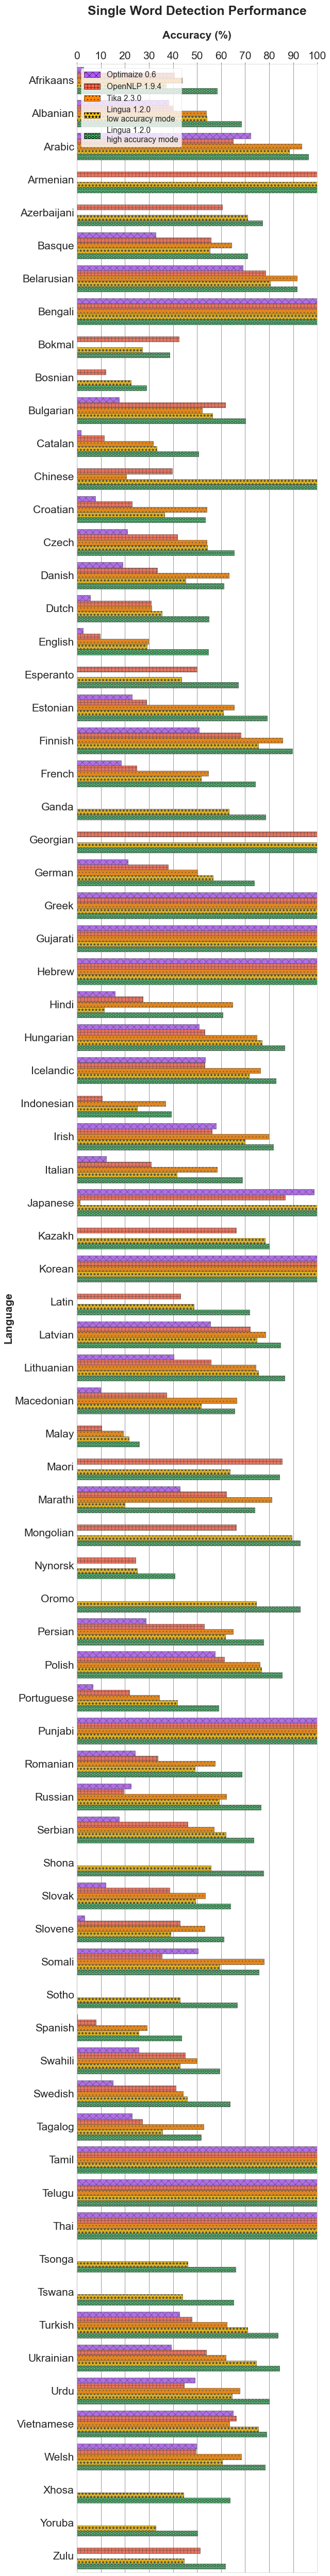 Single Word Detection Performance
Accuracy (%)
0 10 20 30 40 50 60 70 80 90 100
Optimaize 0.6
OpenNLP 1.9.4
Tika 2.3.0
Lingua 1.2.0
low accuracy mode
Lingua 1.2.0
high accuracy mode
Language
Afrikaans
Albanian
Arabic
Armenian
Azerbaijani
Basque
Belarusian
Bengali
Bokmal
Bosnian
Bulgarian
Catalan
Chinese
Croatian
Czech
Danish
Dutch
English
Esperanto
Estonian
Finnish
French
Ganda
Georgian
German
Greek
Gujarati
Hebrew
Hindi
Hungarian
Icelandic
Indonesian
Irish
Italian
Japanese
Kazakh
Korean
Latin
Latvian
Lithuanian
Macedonian
Malay
Maori
Marathi
Mongolian
Nynorsk
Oromo
Persian
Polish
Portuguese
Punjabi
Romanian
Russian
Serbian
Shona
Slovak
Slovene
Somali
Sotho
Spanish
Swahili
Swedish
Tagalog
Tamil
Telugu
Thai
Tsonga
Tswana
Turkish
Ukrainian
Urdu
Vietnamese
Welsh
Xhosa
Yoruba
Zulu